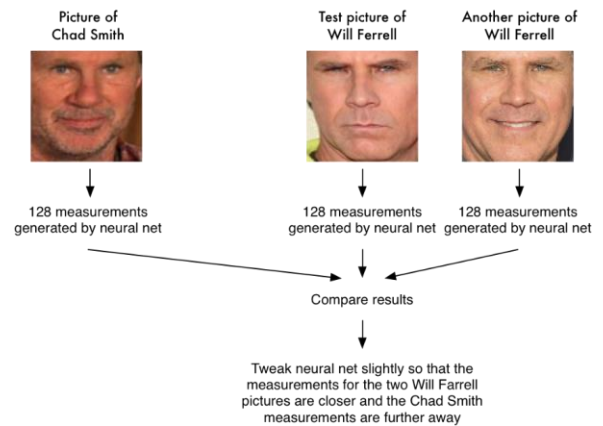 Picture of
Chad Smith
Test picture of
Will Ferrell
Another picture of
Will Ferrell
128 measurements
generated by neural net
128 measurements
generated by neural net
128 measurements
generated by neural net
Compare results
Tweak neural net slightly so that the
measurements for the two Will Farrell
pictures are closer and the Chad Smith
measurements are further away